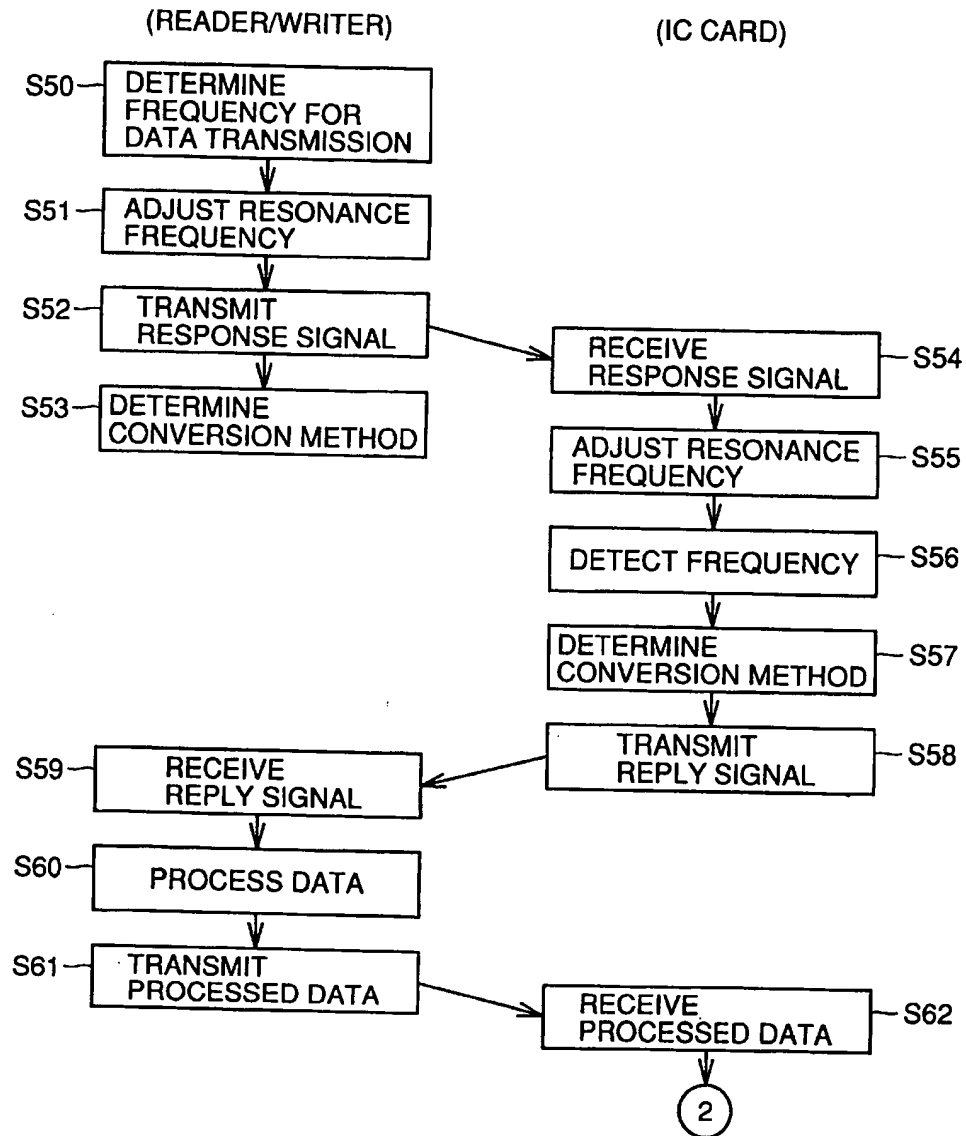 (READER/WRITER)
(IC CARD)
S50
DETERMINE
FREQUENCY FOR
DATA TRANSMISSION
S51
ADJUST RESONANCE
FREQUENCY
S52
TRANSMIT
RESPONSE SIGNAL
S53
DETERMINE
CONVERSION METHOD
RECEIVE
RESPONSE SIGNAL
S54
ADJUST RESONANCE
FREQUENCY
S55
DETECT FREQUENCY
S56
DETERMINE
CONVERSION METHOD
S57
TRANSMIT
REPLY SIGNAL
S58
S59
RECEIVE
REPLY SIGNAL
S60
PROCESS DATA
S61
TRANSMIT
PROCESSED DATA
RECEIVE
PROCESSED DATA
S62
2